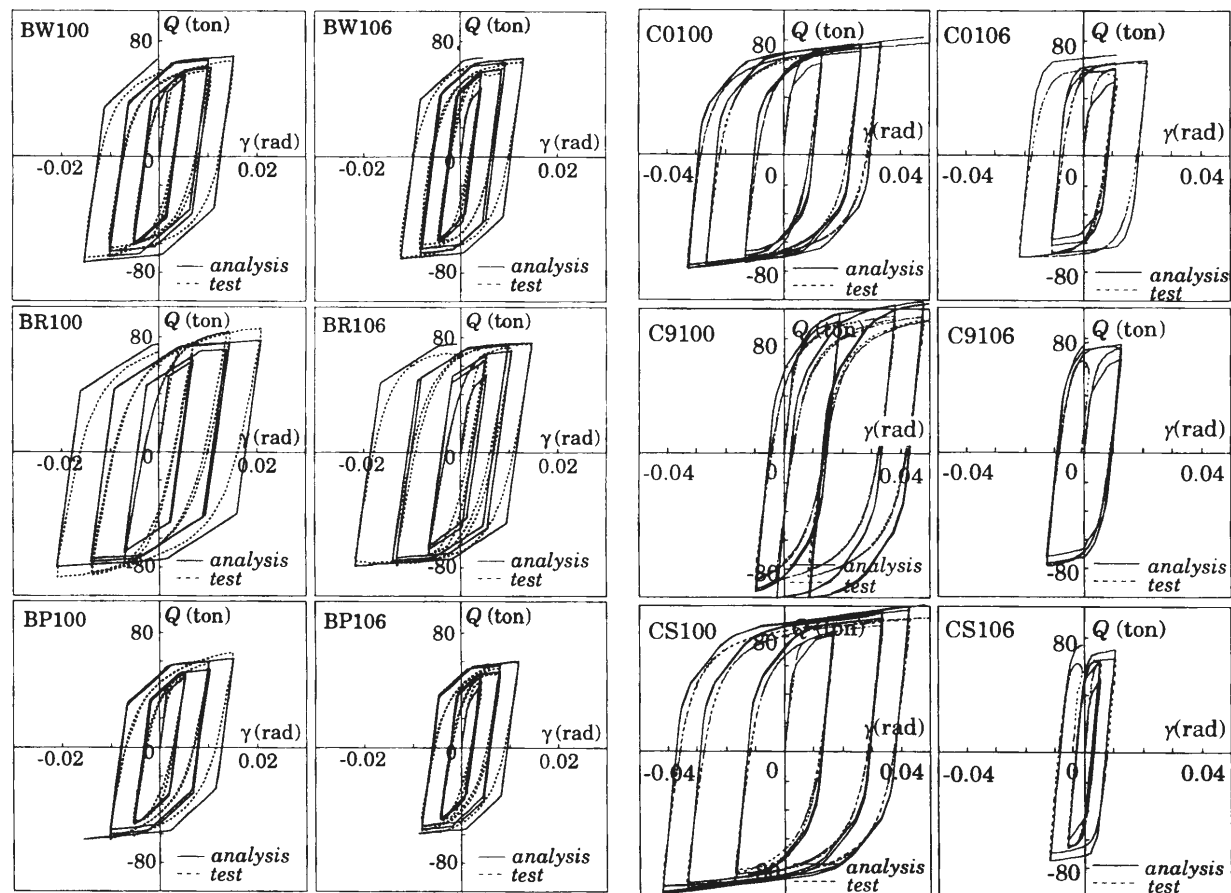 BW100 Q (ton)
80
γ (rad)
-0.02 0 0.02
-80 analysis
test
BW106 Q (ton)
80
γ (rad)
-0.02 0 0.02
-80 analysis
test
C0100 Q (ton)
80
γ(rad)
-0.04 0 0.04
-80 analysis
test
C0106 Q (ton)
80
γ(rad)
-0.04 0 0.04
-80 analysis
test
BR100 Q (ton)
80
γ (rad)
-0.02 0 0.02
-80 analysis
test
BR106 Q (ton)
80
γ (rad)
-0.02 0 0.02
-80 analysis
test
C9100 Q (ton)
80
γ(rad)
-0.04 0 0.04
-80 analysis
test
C9106 Q (ton)
80
γ(rad)
-0.04 0 0.04
-80 analysis
test
BP100 Q (ton)
80
γ (rad)
-0.02 0 0.02
-80 analysis
test
BP106 Q (ton)
80
γ (rad)
-0.02 0 0.02
-80 analysis
test
CS100 Q (ton)
80
γ(rad)
-0.04 0 0.04
-80 analysis
test
CS106 Q (ton)
80
γ(rad)
-0.04 0 0.04
-80 analysis
test